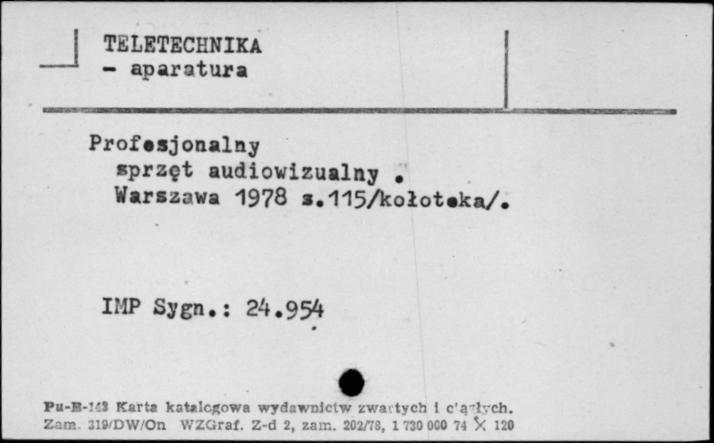 TELETECHNIKA
- aparatura
Profesjonalny
sprzęt audiowizualny .
Warszawa 1978 s.115/kołoteka/.
IMP Sygn.: 24.954
Pu-B-143 Karta katalogowa wydawnictw zwartych i ciągłych.
Zam. 319/DW/On WZGraf. Z-d 2, zam. 202/78, 1 730 000 74 X 120